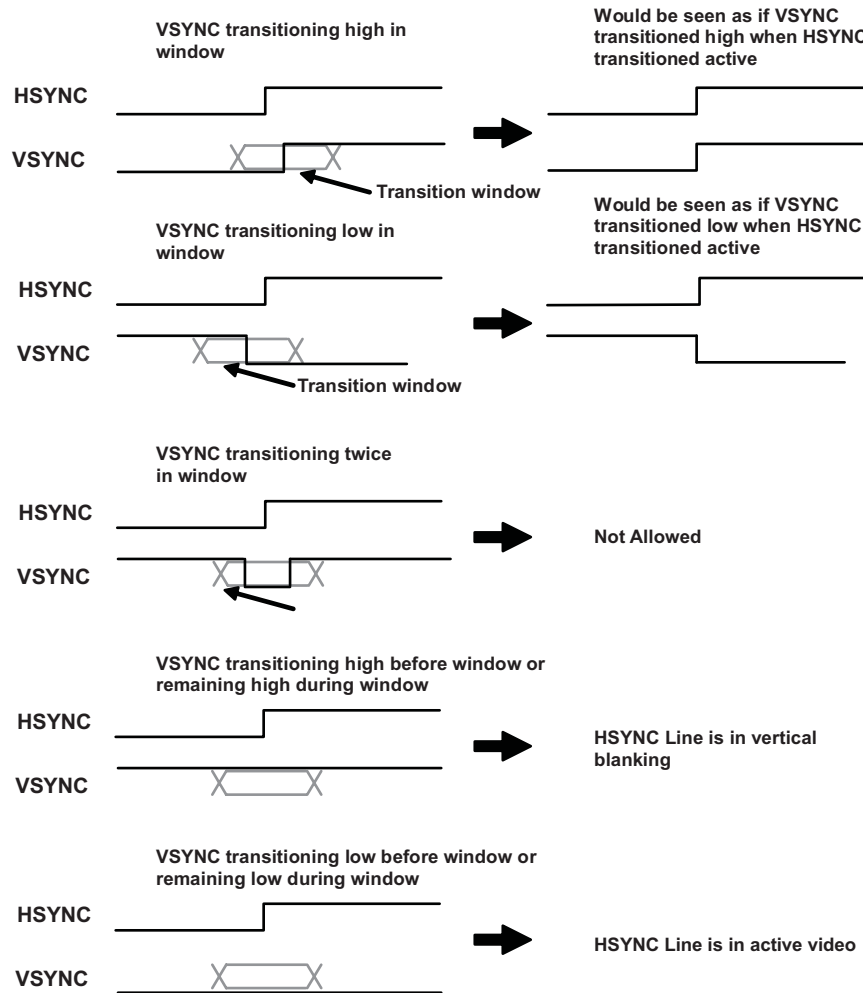 VSYNC transitioning high in
window
Would be seen as if VSYNC
transitioned high when HSYNC
transitioned active
HSYNC
VSYNC
Transition window
VSYNC transitioning low in
window
Would be seen as if VSYNC
transitioned low when HSYNC
transitioned active
HSYNC
VSYNC
Transition window
VSYNC transitioning twice
in window
HSYNC
Not Allowed
VSYNC
VSYNC transitioning high before window or
remaining high during window
HSYNC
HSYNC Line is in vertical
blanking
VSYNC
VSYNC transitioning low before window or
remaining low during window
HSYNC
HSYNC Line is in active video
VSYNC